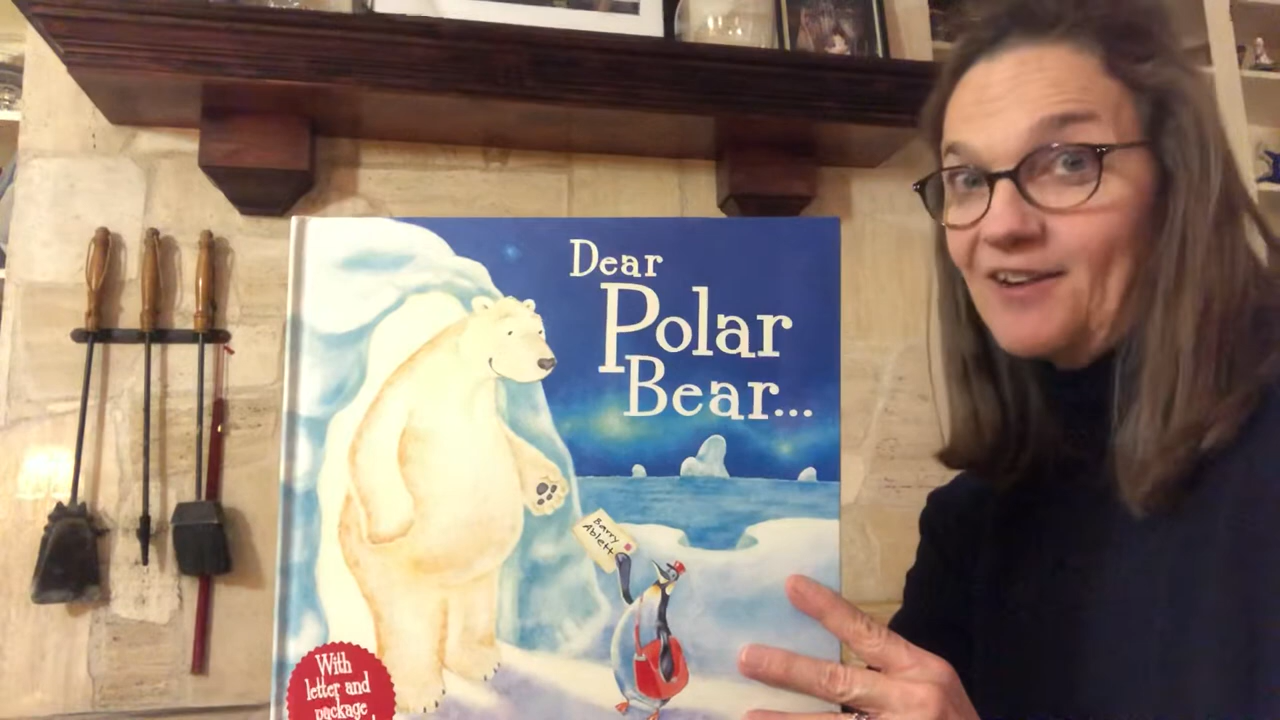 Dear
Polar
Bear...
Barry
Ablett
With
letter and
package